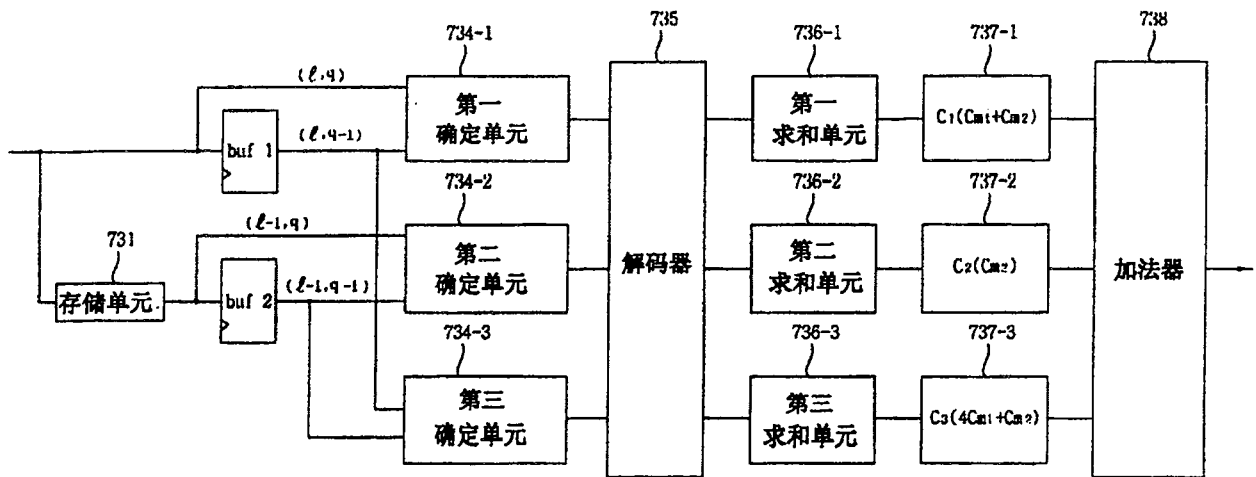 734-1
735
736-1
737-1
738
(ℓ,q)
第一
确定单元
第一
求和单元
C1(Cm1+Cm2)
buf 1
(ℓ,q-1)
734-2
736-2
737-2
731
(ℓ-1,q)
第二
确定单元
解码器
第二
求和单元
C2(Cm2)
加法器
存储单元
buf 2
(ℓ-1,q-1)
734-3
736-3
737-3
第三
确定单元
第三
求和单元
C3(4Cm1+Cm2)